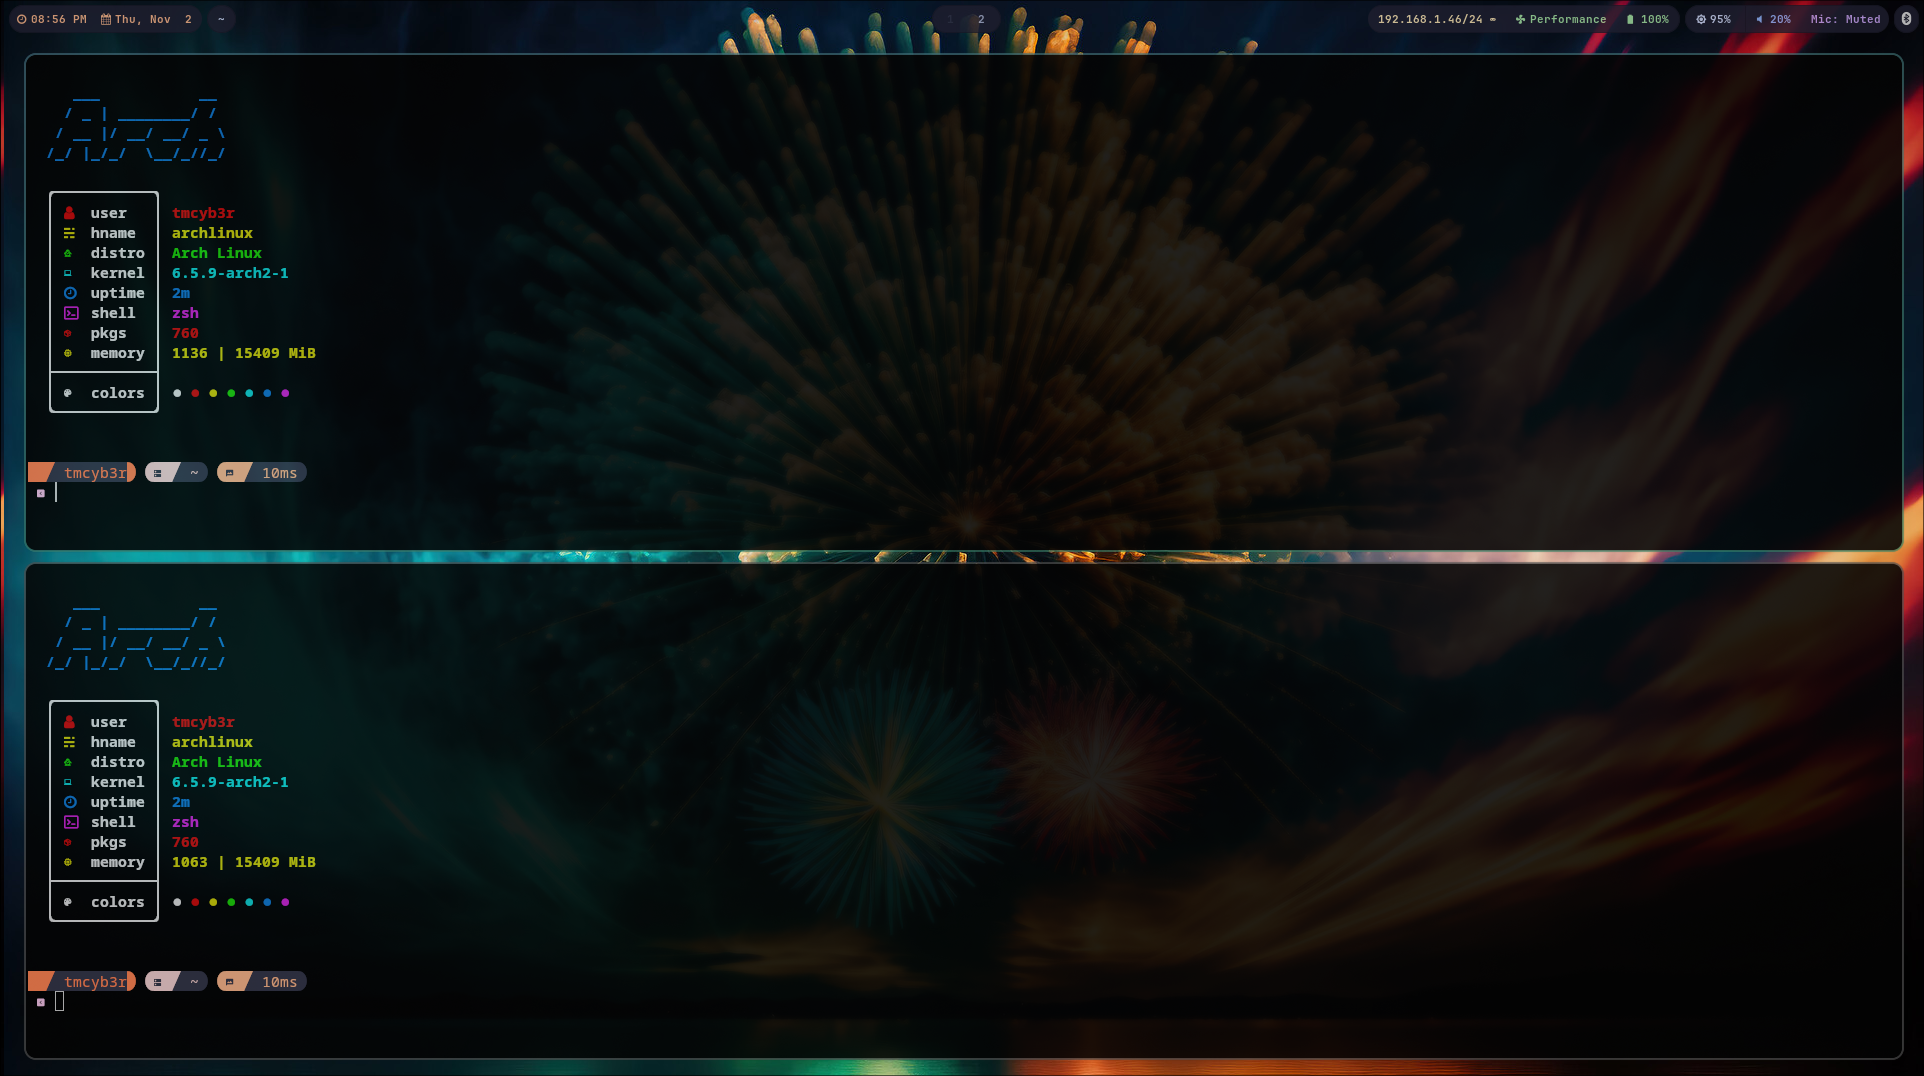 08:56 PM Thu, Nov 2 ~
1 2
192.168.1.46/24 Performance 100% 95% 20% Mic: Muted
Arch
user tmcyb3r
hname archlinux
distro Arch Linux
kernel 6.5.9-arch2-1
uptime 2m
shell zsh
pkgs 760
memory 1136 | 15409 MiB
colors
tmcyb3r ~ 10ms
Arch
user tmcyb3r
hname archlinux
distro Arch Linux
kernel 6.5.9-arch2-1
uptime 2m
shell zsh
pkgs 760
memory 1063 | 15409 MiB
colors
tmcyb3r ~ 10ms